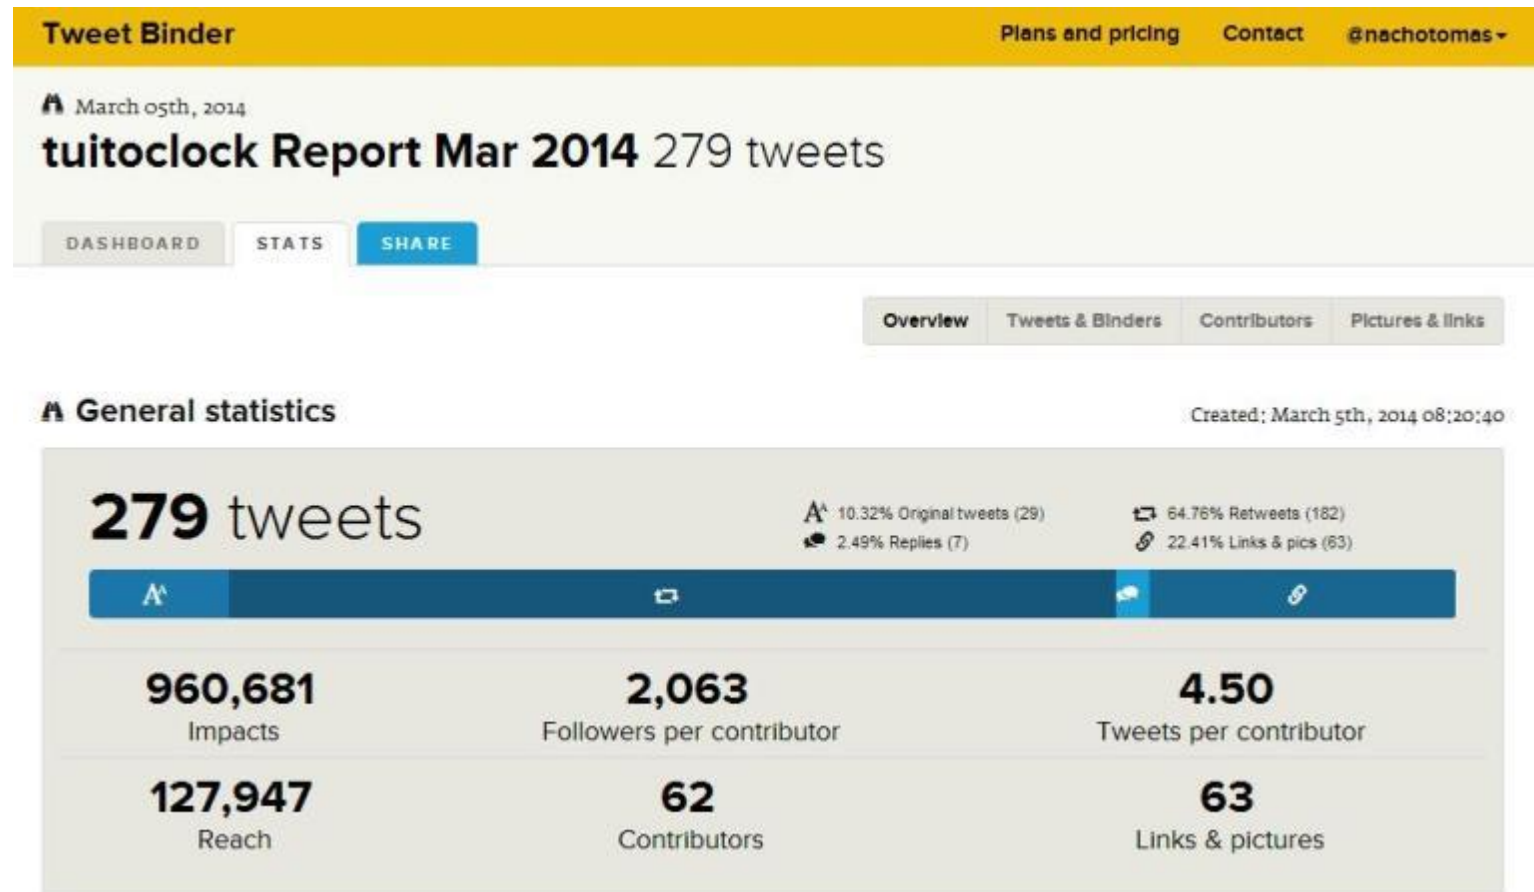 Tweet Binder Plans and pricing Contact @nachotomas
March 05th, 2014
tuitoclock Report Mar 2014 279 tweets
DASHBOARD STATS SHARE
Overview Tweets & Binders Contributors Pictures & links
General statistics Created: March 5th, 2014 08:20:40
279 tweets
10.32% Original tweets (29) 64.76% Retweets (182)
2.49% Replies (7) 22.41% Links & pics (63)
960,681 2,063 4.50
Impacts Followers per contributor Tweets per contributor
127,947 62 63
Reach Contributors Links & pictures